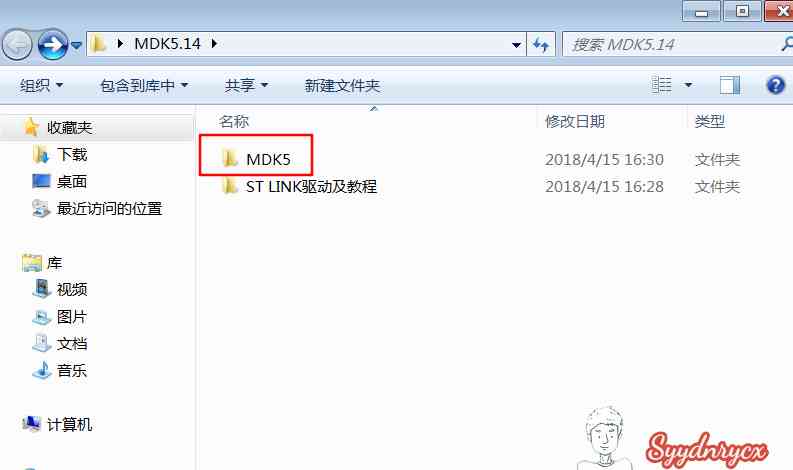 MDK5.14
搜索 MDK5.14
组织 包含到库中 共享 新建文件夹
收藏夹
下载
桌面
最近访问的位置
库
视频
图片
文档
音乐
计算机
名称 修改日期 类型
MDK5 2018/4/15 16:30 文件夹
ST LINK驱动及教程 2018/4/15 16:28 文件夹
Syydnrycx